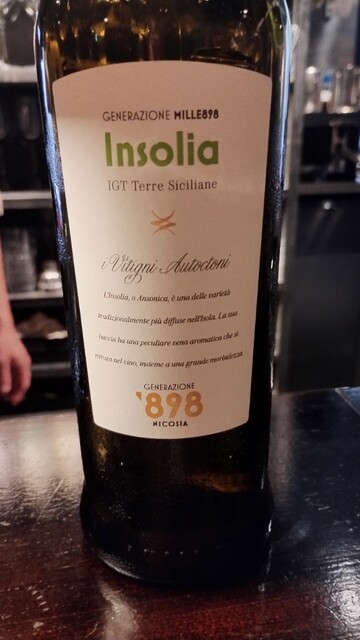 GENERAZIONE MILLE898
Insolia
IGT Terre Siciliane
i Vitigni Autoctoni
L'Insolia, o Ansonica, è una delle varietà
tradizionalmente più diffuse nell'Isola. La sua
buccia ha una peculiare vena aromatica che si
ritrova nel vino, insieme a una grande morbidezza.
GENERAZIONE
'898
NICOSIA